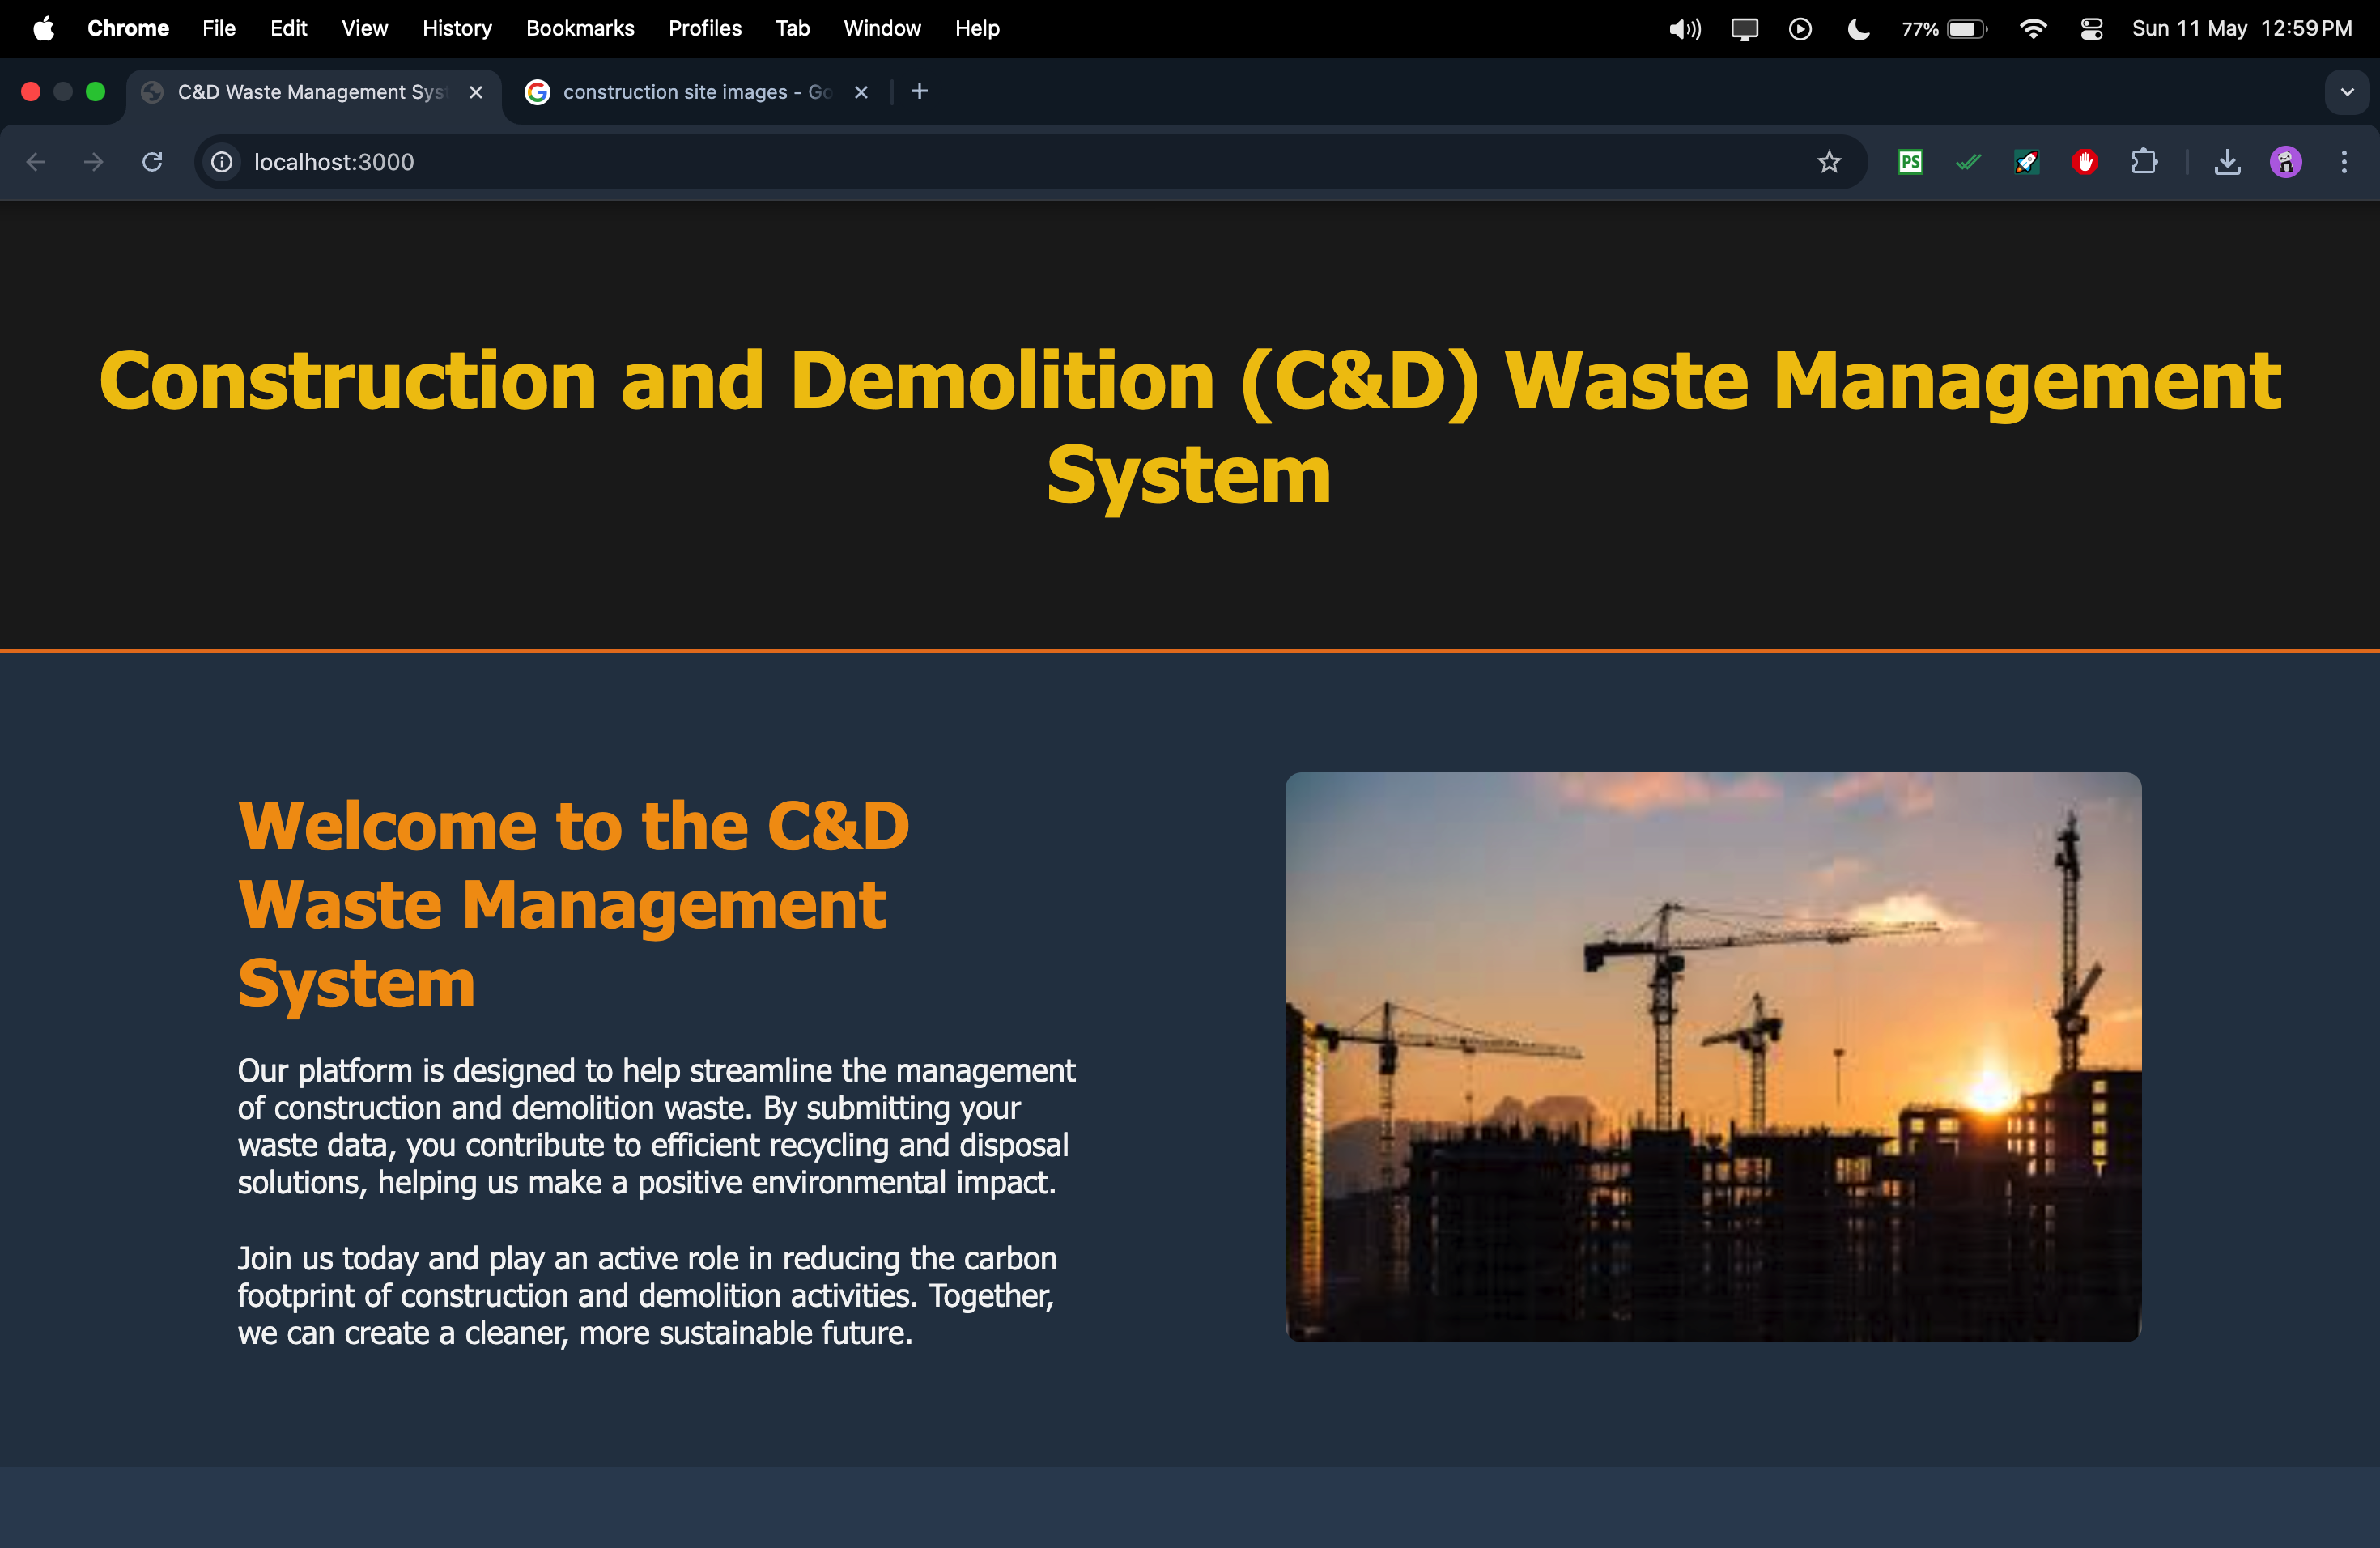 Chrome File Edit View History Bookmarks Profiles Tab Window Help 77% Sun 11 May 12:59 PM
C&D Waste Management Sys construction site images - Go
localhost:3000 PS
Construction and Demolition (C&D) Waste Management
System
Welcome to the C&D
Waste Management
System
Our platform is designed to help streamline the management
of construction and demolition waste. By submitting your
waste data, you contribute to efficient recycling and disposal
solutions, helping us make a positive environmental impact.
Join us today and play an active role in reducing the carbon
footprint of construction and demolition activities. Together,
we can create a cleaner, more sustainable future.